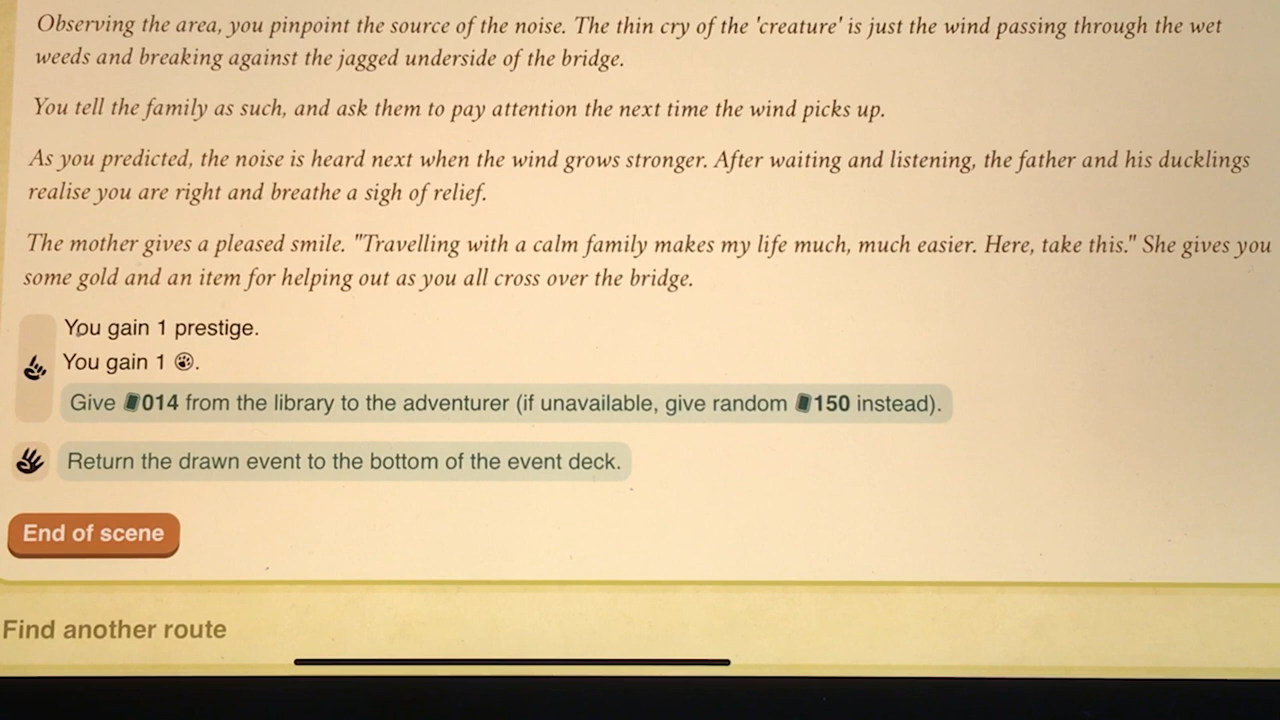 Observing the area, you pinpoint the source of the noise. The thin cry of the 'creature' is just the wind passing through the wet
weeds and breaking against the jagged underside of the bridge.
You tell the family as such, and ask them to pay attention the next time the wind picks up.
As you predicted, the noise is heard next when the wind grows stronger. After waiting and listening, the father and his ducklings
realise you are right and breathe a sigh of relief.
The mother gives a pleased smile. "Travelling with a calm family makes my life much, much easier. Here, take this." She gives you
some gold and an item for helping out as you all cross over the bridge.
You gain 1 prestige.
You gain 1 .
Give 014 from the library to the adventurer (if unavailable, give random 150 instead).
Return the drawn event to the bottom of the event deck.
End of scene
Find another route